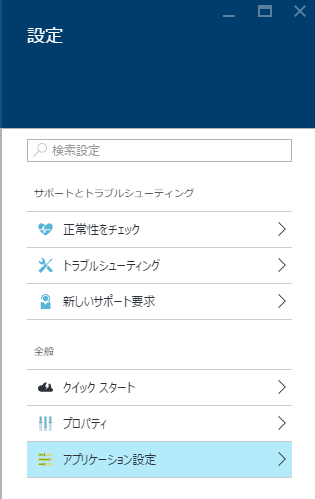 設定
検索設定
サポートとトラブルシューティング
正常性をチェック
トラブルシューティング
新しいサポート要求
全般
クイック スタート
プロパティ
アプリケーション設定